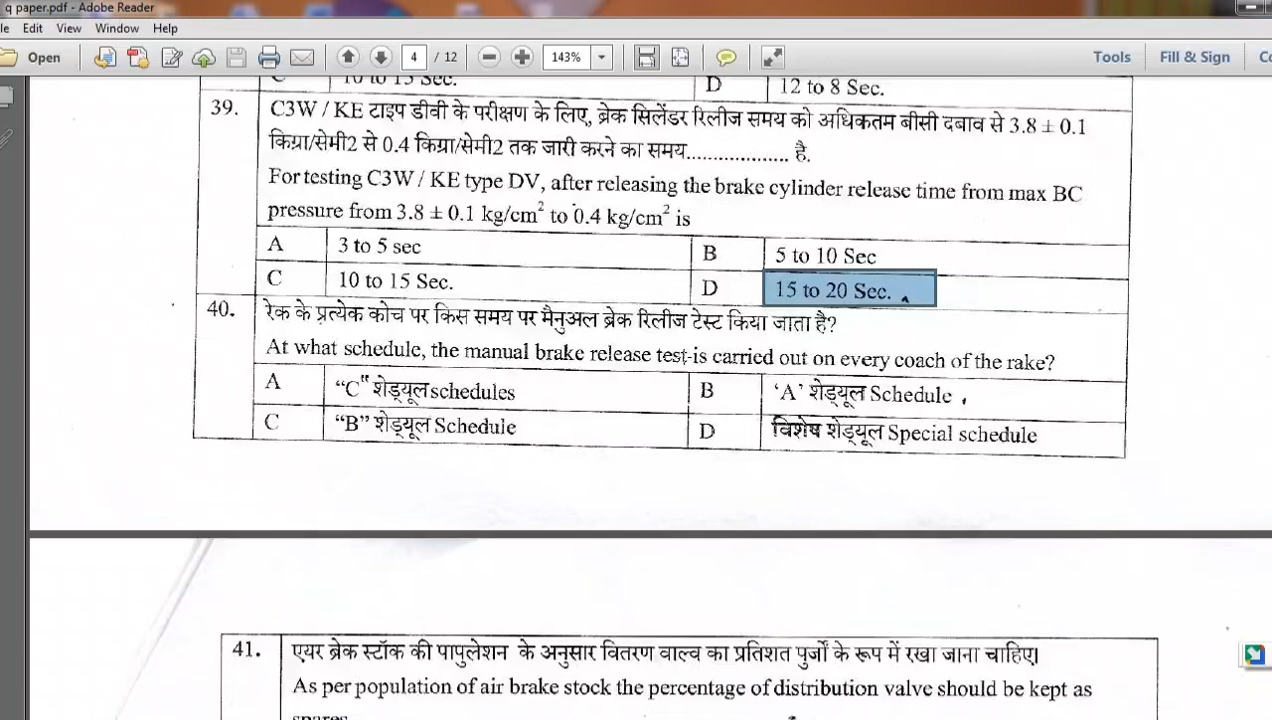 q paper.pdf - Adobe Reader
le Edit View Window Help
Open 4 / 12 143% Tools Fill & Sign Co
C 10 to 15 Sec. D 12 to 8 Sec.
39. C3W / KE टाइप डीवी के परीक्षण के लिए, ब्रेक सिलेंडर रिलीज समय को अधिकतम बीसी दबाव से 3.8 ± 0.1
किग्रा/सेमी2 से 0.4 किग्रा/सेमी2 तक जारी करने का समय................... है.
For testing C3W / KE type DV, after releasing the brake cylinder release time from max BC
pressure from 3.8 ± 0.1 kg/cm² to 0.4 kg/cm² is
A 3 to 5 sec B 5 to 10 Sec
C 10 to 15 Sec. D 15 to 20 Sec.
40. रेक के प्रत्येक कोच पर किस समय पर मैनुअल ब्रेक रिलीज टेस्ट किया जाता है?
At what schedule, the manual brake release test is carried out on every coach of the rake?
A “C" शेड्यूल schedules B ‘A’ शेड्यूल Schedule
C “B” शेड्यूल Schedule D विशेष शेड्यूल Special schedule
41. एयर ब्रेक स्टॉक की पापुलेशन के अनुसार वितरण वाल्व का प्रतिशत पुर्जो के रूप में रखा जाना चाहिए।
As per population of air brake stock the percentage of distribution valve should be kept as
spares